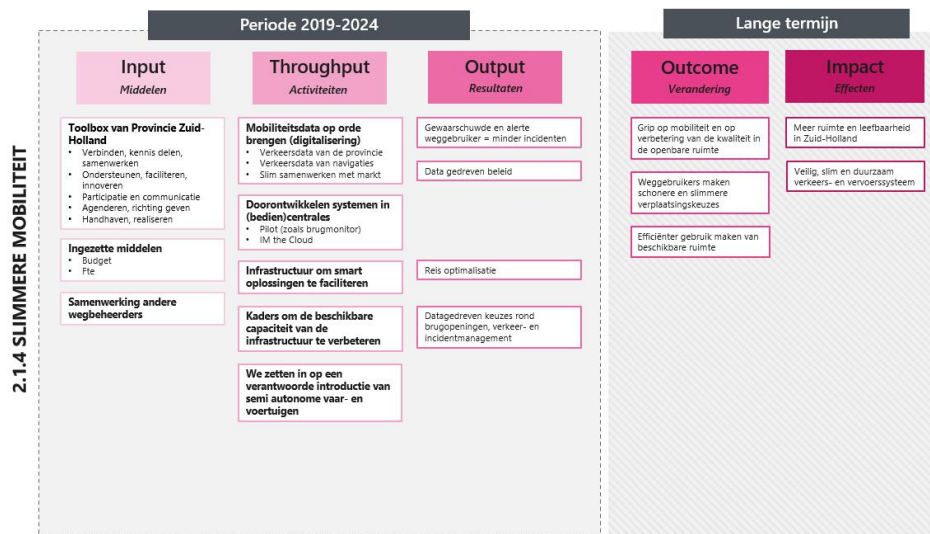 Periode 2019-2024
Lange termijn
2.1.4 SLIMMERE MOBILITEIT
Input
Middelen
Toolbox van Provincie Zuid-
Holland
• Verbinden, kennis delen,
samenwerken
• Ondersteunen, faciliteren,
innoveren
• Participatie en communicatie
• Agenderen, richting geven
• Handhaven, realiseren
Ingezette middelen
• Budget
• Fte
Samenwerking andere
wegbeheerders
Throughput
Activiteiten
Mobiliteitsdata op orde
brengen (digitalisering)
• Verkeersdata van de provincie
• Verkeersdata van navigaties
• Slim samenwerken met markt
Doorontwikkelen systemen in
(bedien)centrales
• Pilot (zoals brugmonitor)
• IM the Cloud
Infrastructuur om smart
oplossingen te faciliteren
Kaders om de beschikbare
capaciteit van de
infrastructuur te verbeteren
We zetten in op een
verantwoorde introductie van
semi autonome vaar- en
voertuigen
Output
Resultaten
Gewaarschuwde en alerte
weggebruiker = minder incidenten
Data gedreven beleid
Reis optimalisatie
Datagedreven keuzes rond
brugopeningen, verkeer- en
incidentmanagement
Outcome
Verandering
Grip op mobiliteit en op
verbetering van de kwaliteit in
de openbare ruimte
Weggebruikers maken
schonere en slimmere
verplaatsingskeuzes
Efficiënter gebruik maken van
beschikbare ruimte
Impact
Effecten
Meer ruimte en leefbaarheid
in Zuid-Holland
Veilig, slim en duurzaam
verkeers- en vervoerssysteem